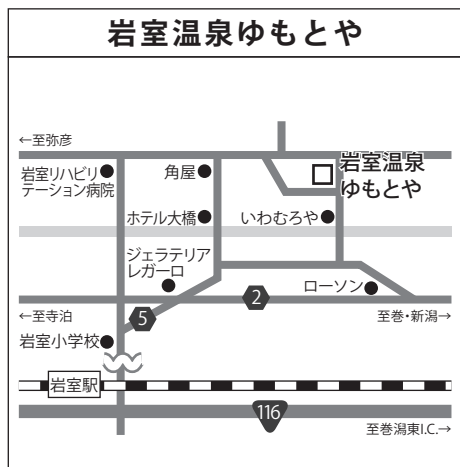 岩室温泉ゆもとや
←至弥彦
岩室リハビリ
テーション病院
角屋
岩室温泉
ゆもとや
ホテル大橋
いわむろや
ジェラテリア
レガーロ
ローソン
2
5
←至寺泊
至巻・新潟→
岩室小学校
岩室駅
116
至巻潟東I.C.→